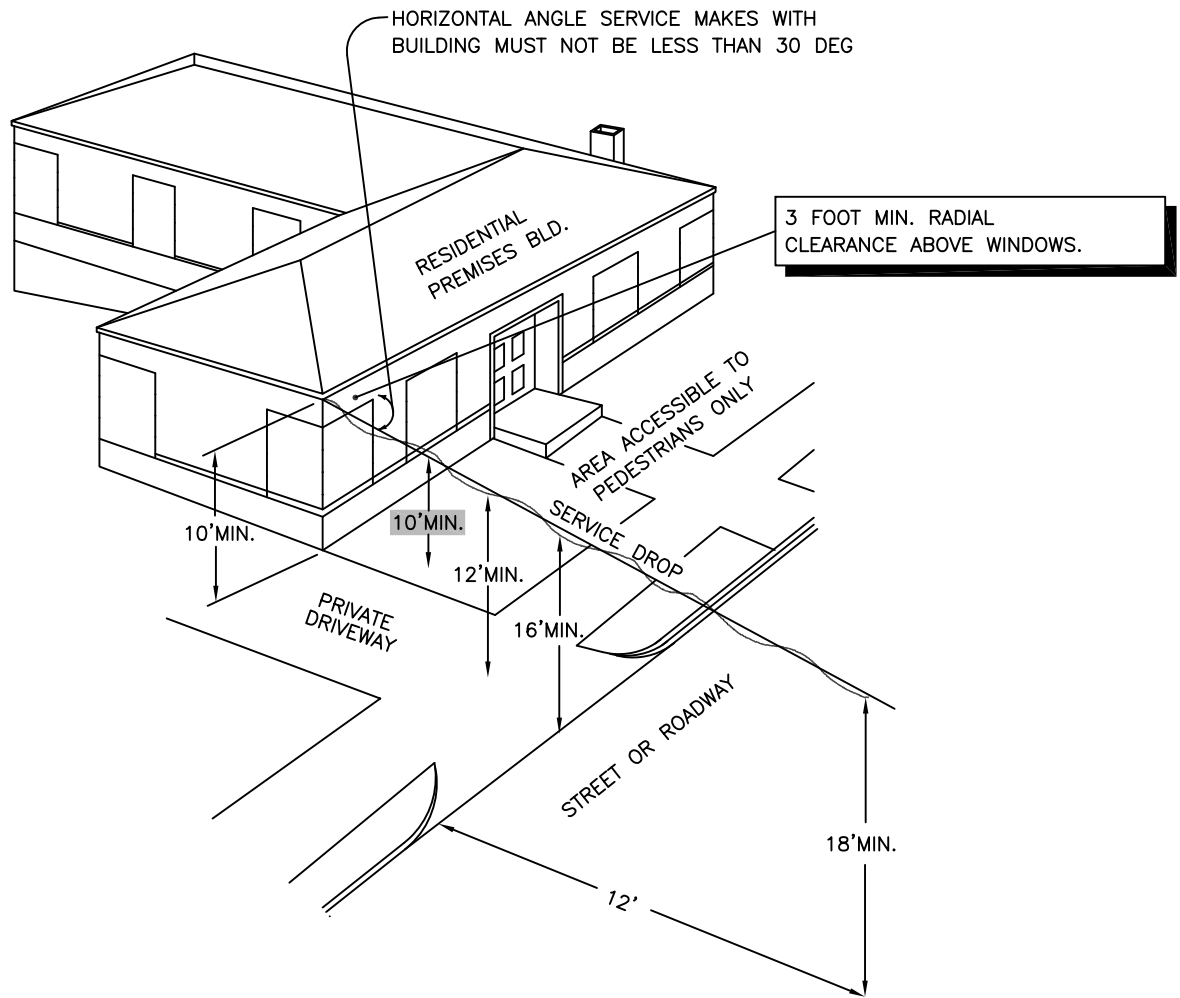 HORIZONTAL ANGLE SERVICE MAKES WITH
BUILDING MUST NOT BE LESS THAN 30 DEG
3 FOOT MIN. RADIAL
CLEARANCE ABOVE WINDOWS.
RESIDENTIAL
PREMISES BLD.
AREA ACCESSIBLE TO
PEDESTRIANS ONLY
SERVICE DROP
10'MIN.
10'MIN.
12'MIN.
16'MIN.
PRIVATE
DRIVEWAY
STREET OR ROADWAY
18'MIN.
12'